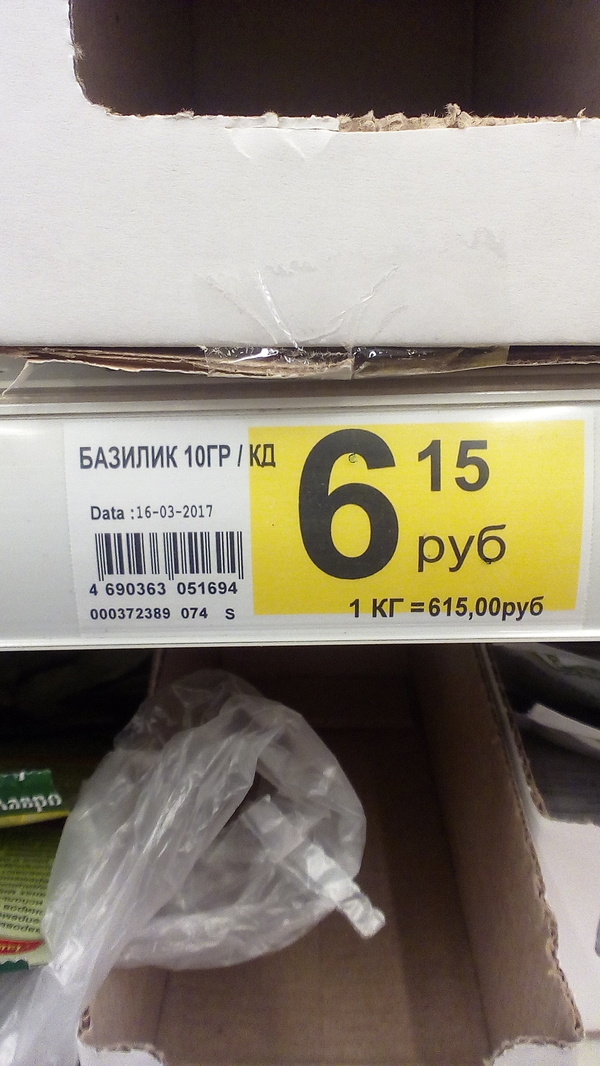 БАЗИЛИК 10ГР / КД
Data :16-03-2017
4 690363 051694
000372389 074 S
6 15
руб
1 КГ =615,00руб